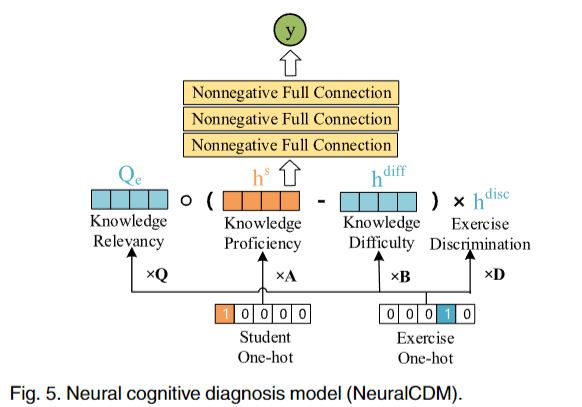 y
Nonnegative Full Connection
Nonnegative Full Connection
Nonnegative Full Connection
Qe hˢ h^diff
∘ ( - ) × h^disc
Knowledge Knowledge Knowledge Exercise
Relevancy Proficiency Difficulty Discrimination
×Q ×A ×B ×D
1 0 0 0 0 0 0 0 1 0
Student Exercise
One-hot One-hot
Fig. 5. Neural cognitive diagnosis model (NeuralCDM).